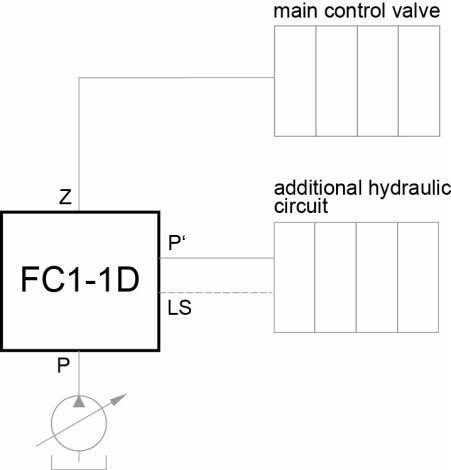 main control valve
additional hydraulic
circuit
Z
P‘
FC1-1D
LS
P